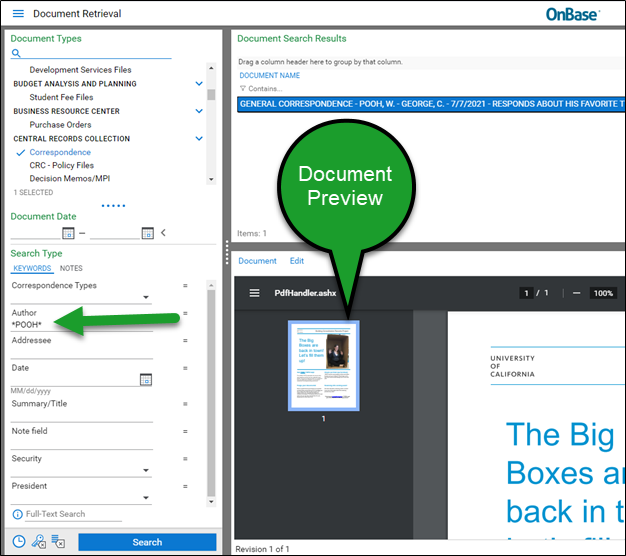 Document Retrieval
OnBase®
Document Types
Development Services Files
BUDGET ANALYSIS AND PLANNING
Student Fee Files
BUSINESS RESOURCE CENTER
Purchase Orders
CENTRAL RECORDS COLLECTION
Correspondence
CRC - Policy Files
Decision Memos/MPI
1 SELECTED
Document Date
–
Search Type
KEYWORDS NOTES
Correspondence Types =
Author =
*POOH*
Addressee =
Date =
MM/dd/yyyy
Summary/Title =
Note field =
Security =
President =
Full-Text Search
Search
Document Search Results
Drag a column header here to group by that column.
DOCUMENT NAME
Contains...
GENERAL CORRESPONDENCE - POOH, W. - GEORGE, C. - 7/7/2021 - RESPONDS ABOUT HIS FAVORITE T
Document
Preview
Items: 1
Document Edit
PdfHandler.ashx 1 / 1 — 100%
The Big
Boxes are
back in town!
Let's fill them
up!
1
UNIVERSITY
OF
CALIFORNIA
The Big
Boxes a
back in t
Revision 1 of 1